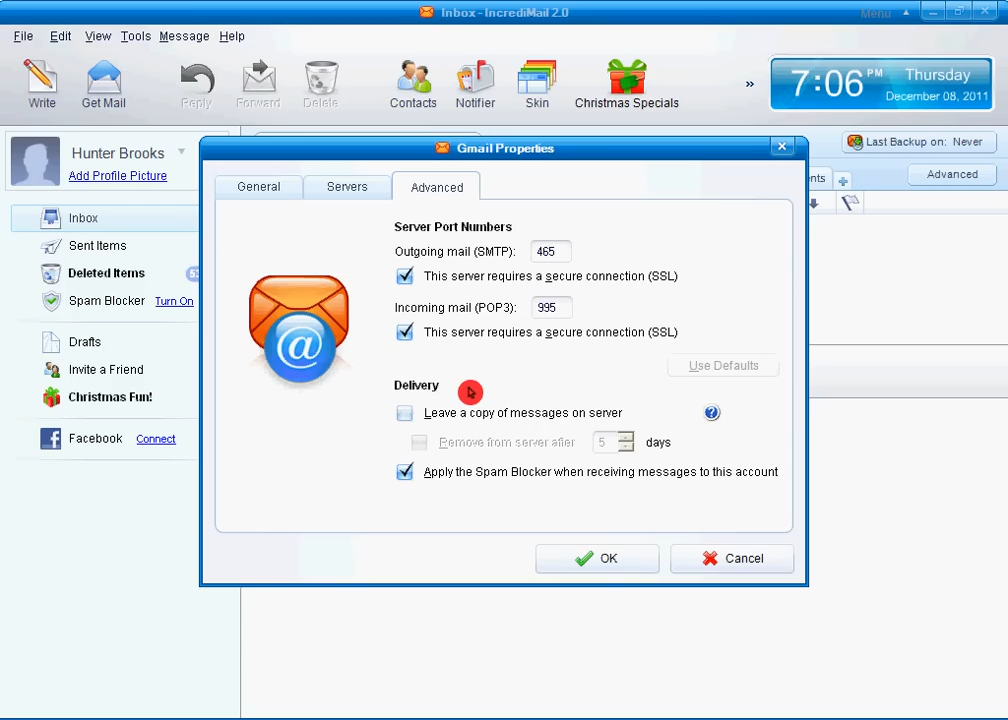 Inbox - IncrediMail 2.0
Menu
File Edit View Tools Message Help
Write Get Mail Reply Forward Delete Contacts Notifier Skin Christmas Specials »
7:06 PM Thursday
December 08, 2011
Hunter Brooks
Add Profile Picture
Last Backup on: Never
Advanced
Inbox
Sent Items
Deleted Items
Spam Blocker Turn On
Drafts
Invite a Friend
Christmas Fun!
Facebook Connect
Gmail Properties
General Servers Advanced
Server Port Numbers
Outgoing mail (SMTP): 465
This server requires a secure connection (SSL)
Incoming mail (POP3): 995
This server requires a secure connection (SSL)
Use Defaults
Delivery
Leave a copy of messages on server
Remove from server after 5 days
Apply the Spam Blocker when receiving messages to this account
OK Cancel